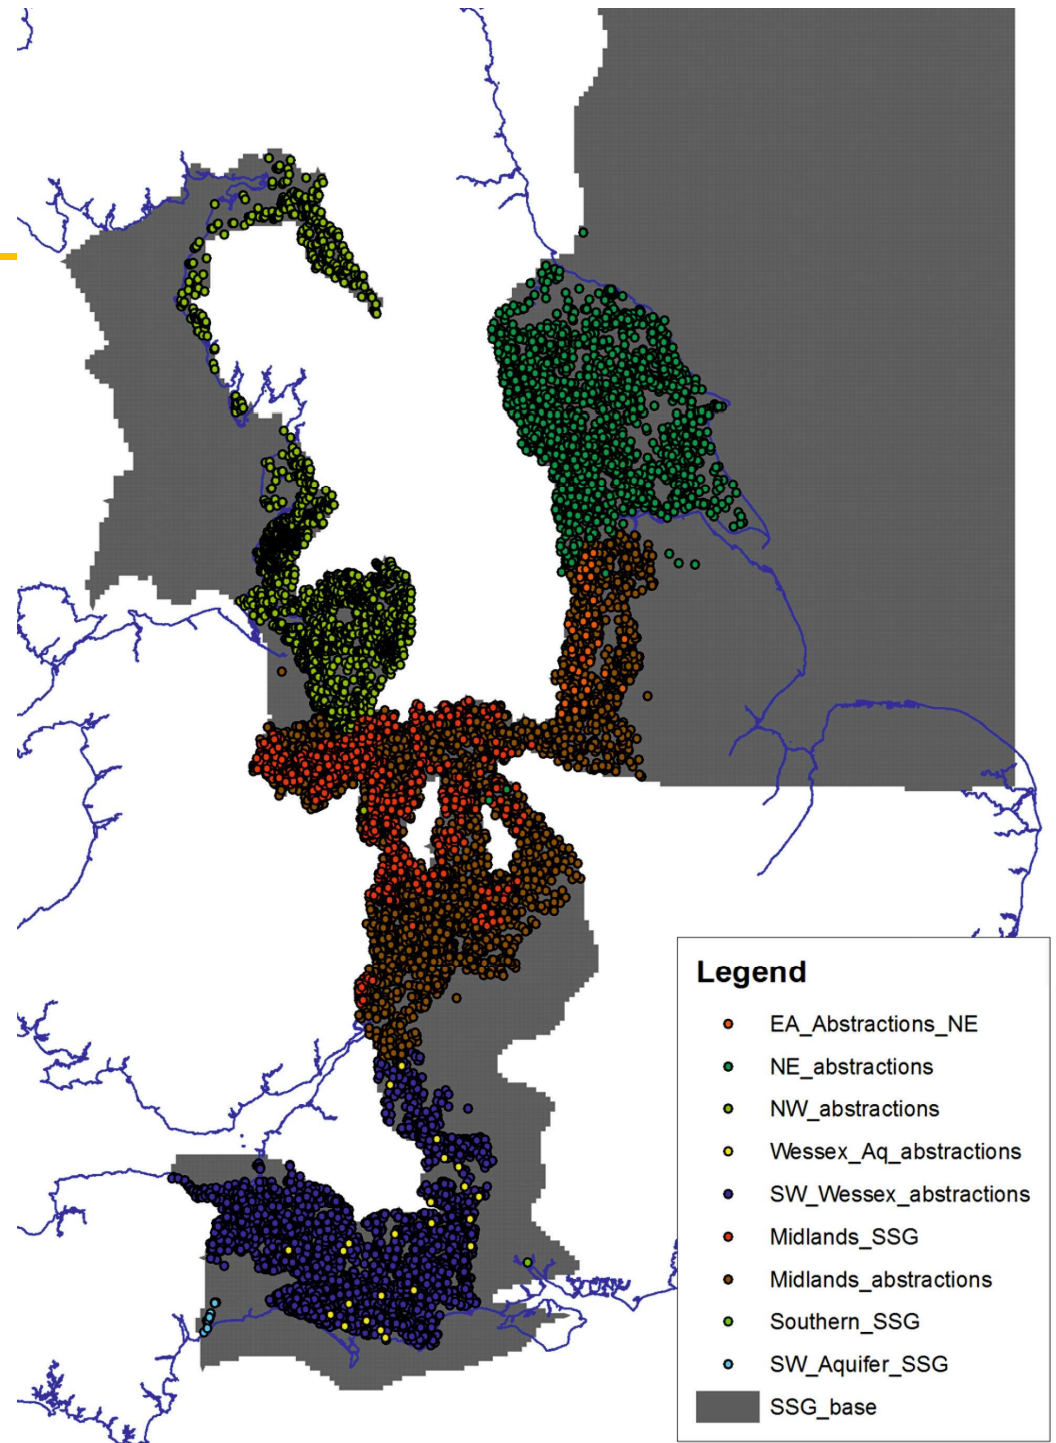 Legend
EA_Abstractions_NE
NE_abstractions
NW_abstractions
Wessex_Aq_abstractions
SW_Wessex_abstractions
Midlands_SSG
Midlands_abstractions
Southern_SSG
SW_Aquifer_SSG
SSG_base